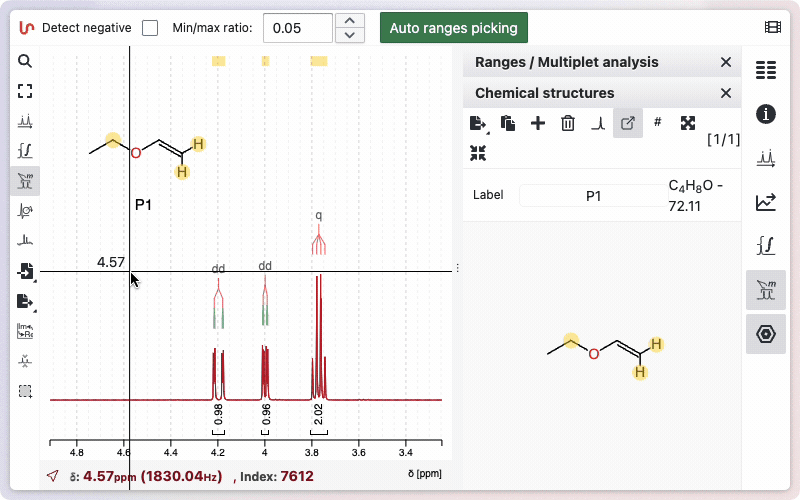 Detect negative Min/max ratio: 0.05 Auto ranges picking
Ranges / Multiplet analysis
Chemical structures
#
[1/1]
Label P1 C₄H₈O - 72.11
H
O
H
P1
q
4.57
dd dd
O H
H
0.98 0.96 2.02
4.8 4.6 4.4 4.2 4 3.8 3.6 3.4
δ: 4.57ppm (1830.04Hz) , Index: 7612 δ [ppm]